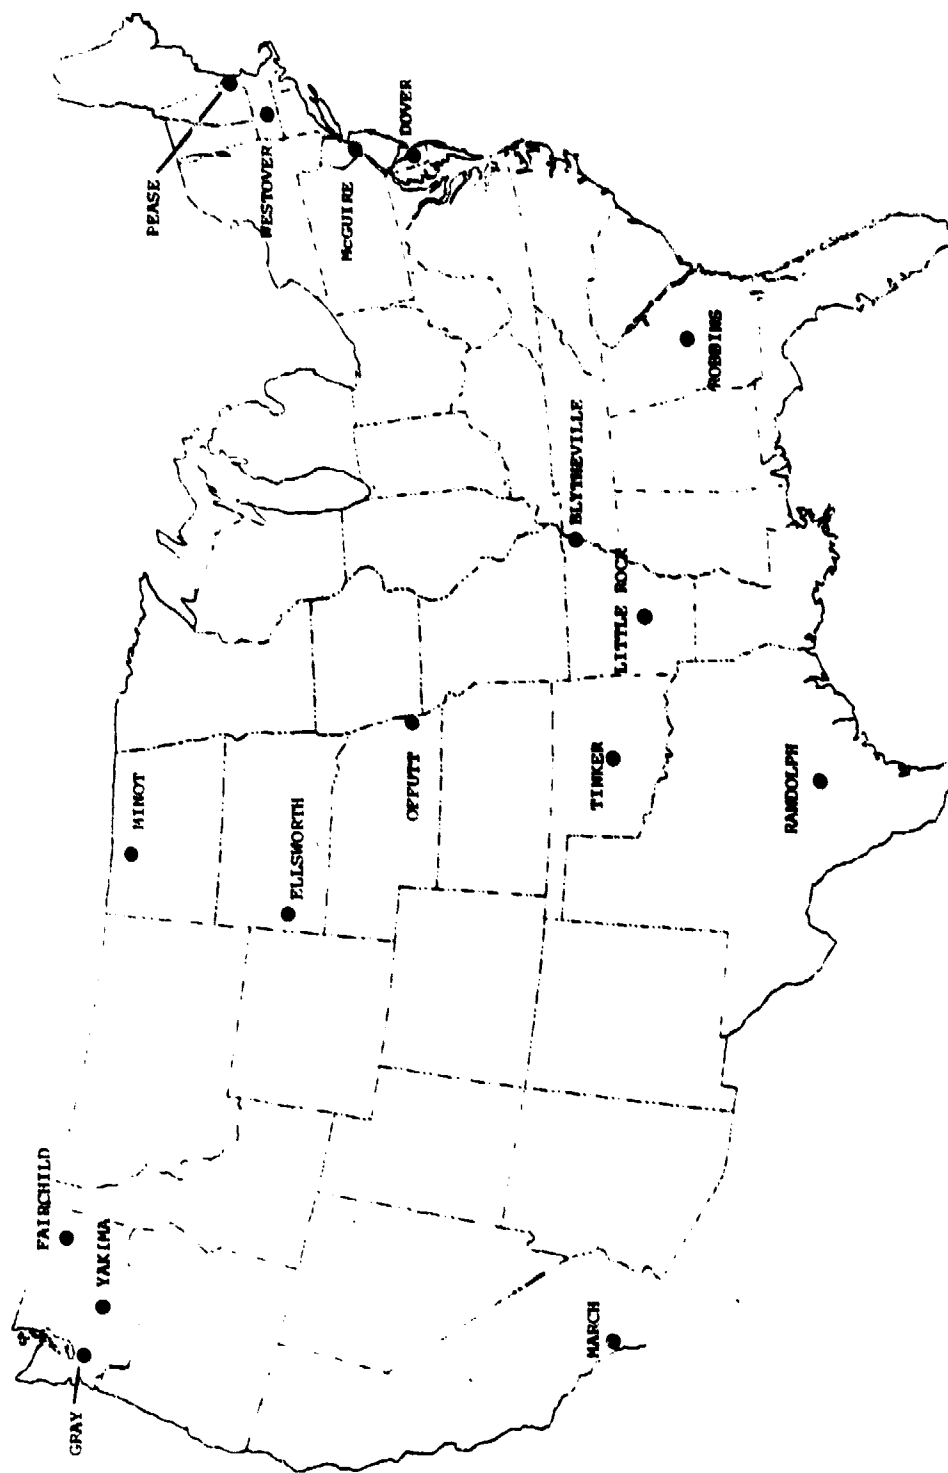 FAIRCHILD
YAKIMA
GRAY
MARCH
MINOT
ELLSWORTH
OFFUTT
TINKER
RANDOLPH
LITTLE ROCK
BLYTHEVILLE
ROBBINS
PEASE
WESTOVER
McGUIRE
DOVER